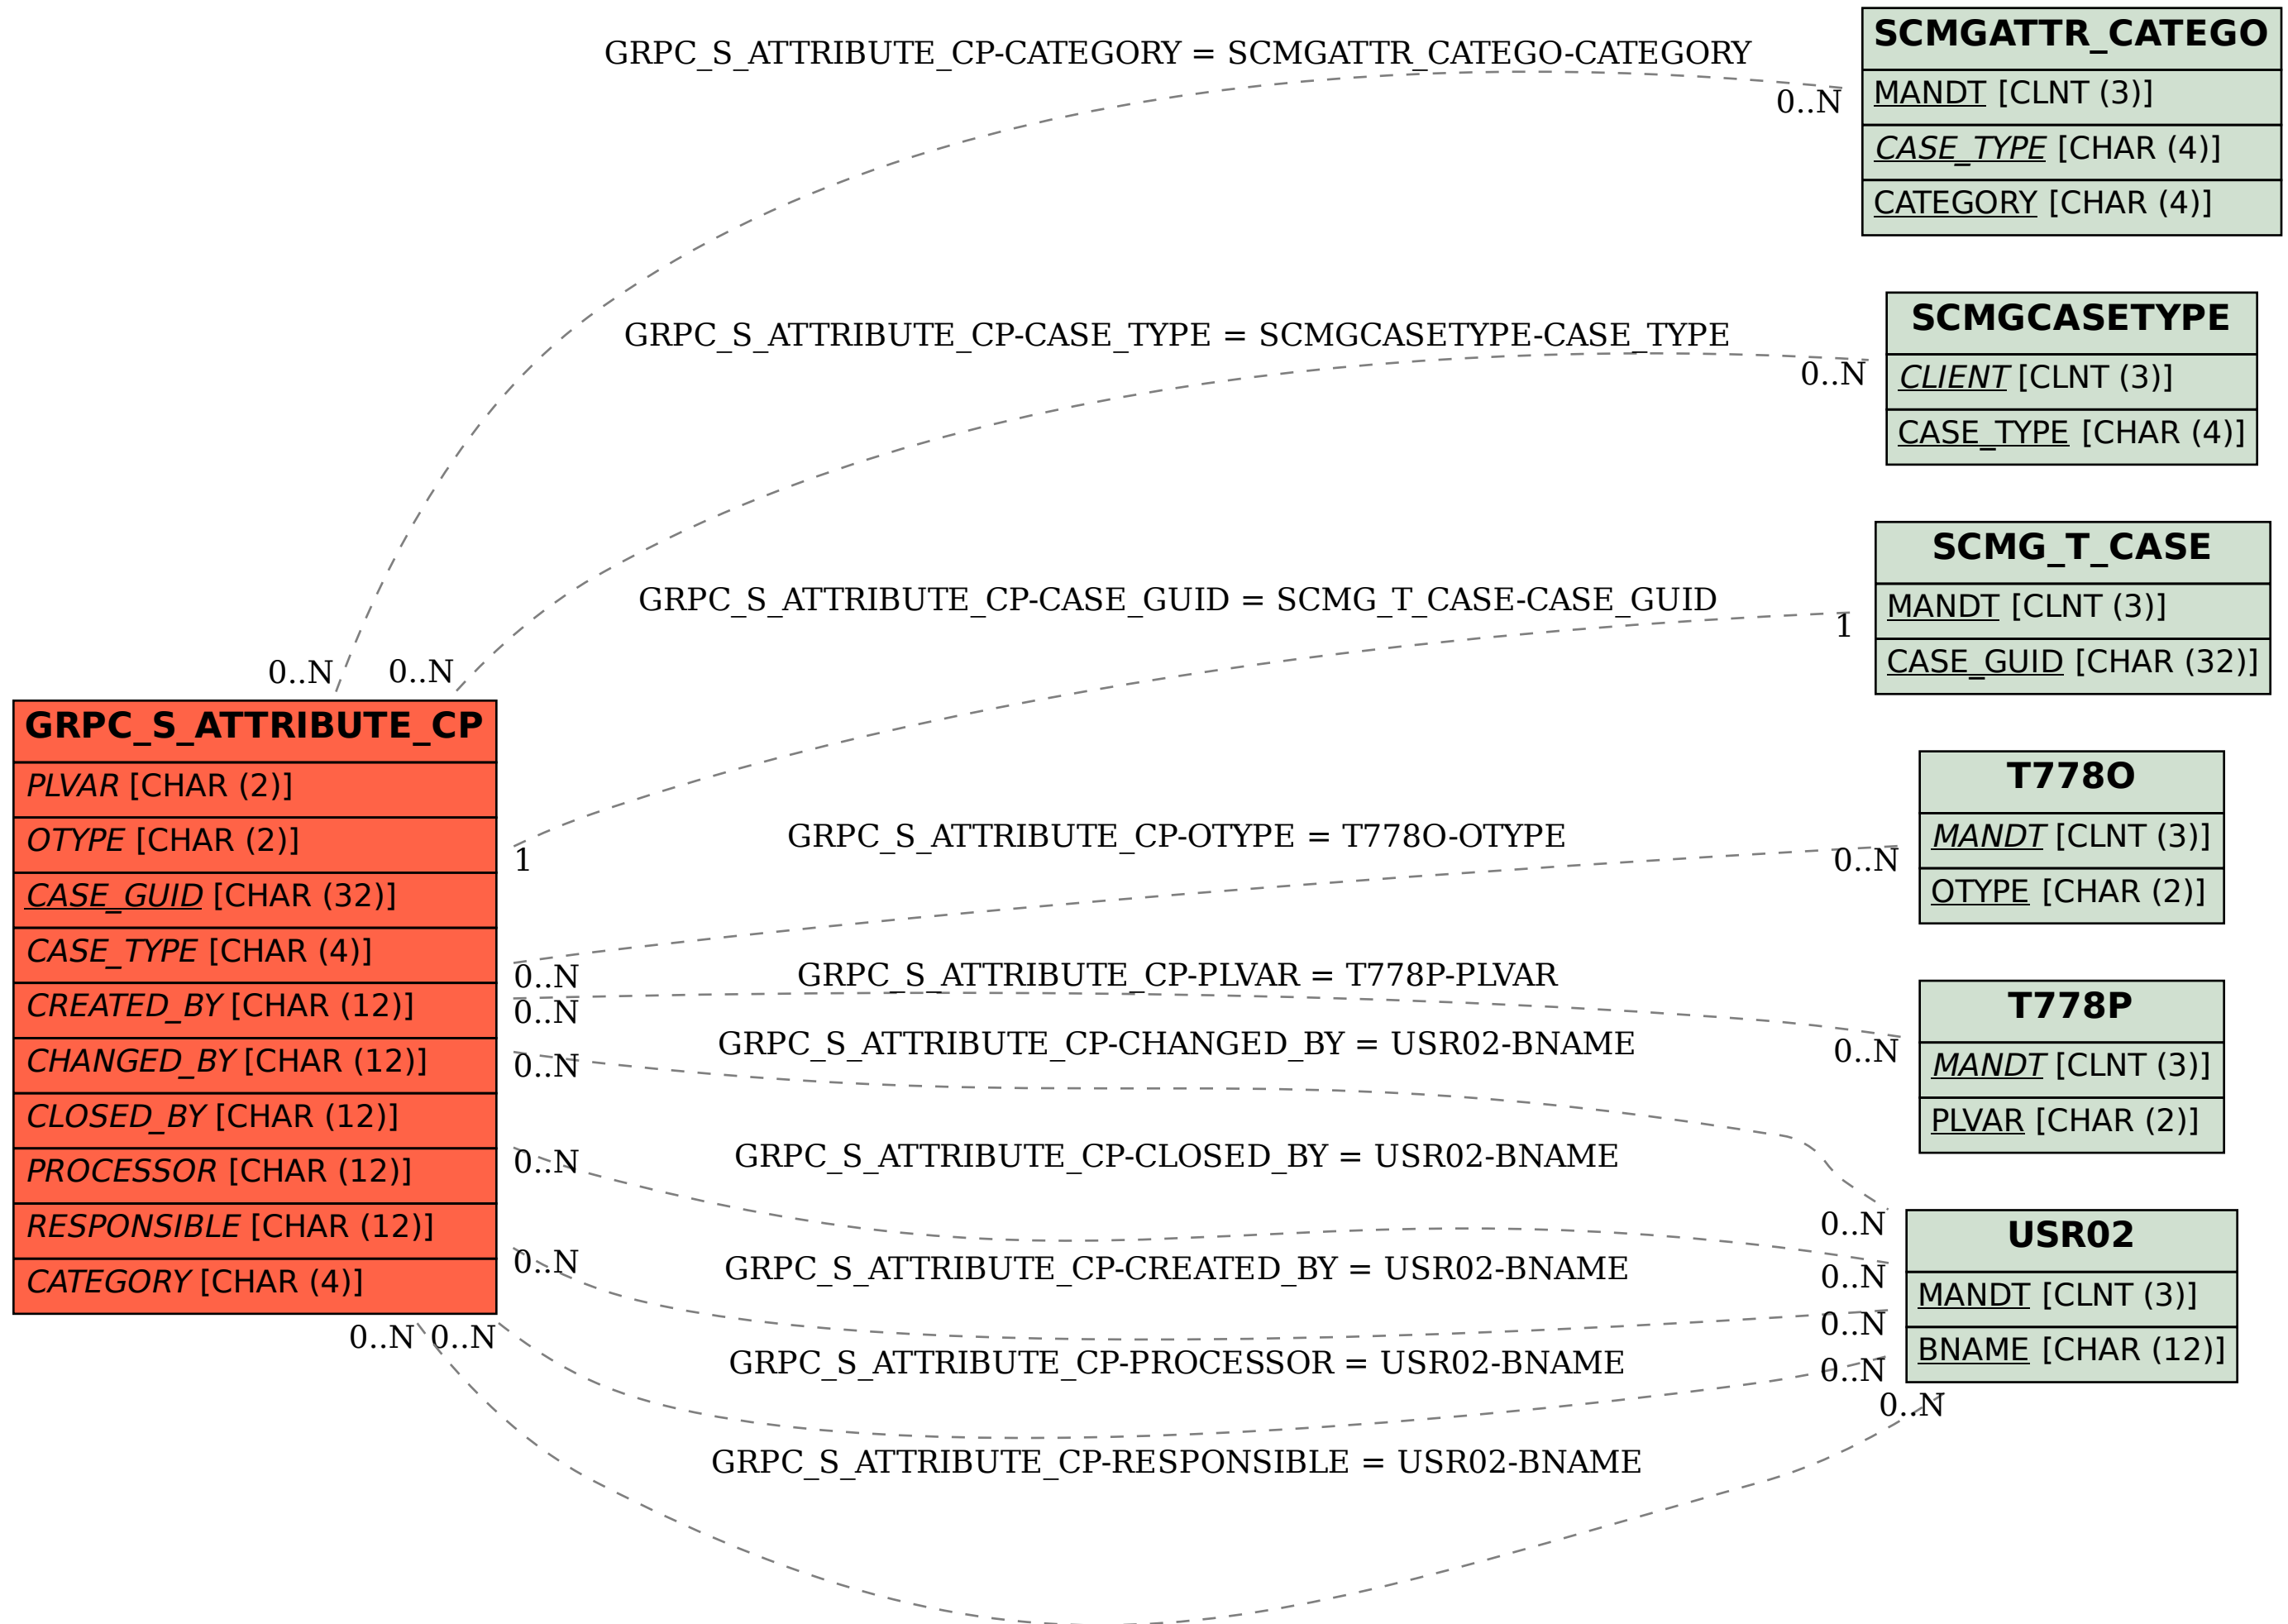 SCMGATTR_CATEGO
MANDT [CLNT (3)]
CASE_TYPE [CHAR (4)]
CATEGORY [CHAR (4)]
GRPC_S_ATTRIBUTE_CP-CATEGORY = SCMGATTR_CATEGO-CATEGORY
0..N
0..N
SCMGCASETYPE
CLIENT [CLNT (3)]
CASE_TYPE [CHAR (4)]
GRPC_S_ATTRIBUTE_CP-CASE_TYPE = SCMGCASETYPE-CASE_TYPE
0..N
0..N
SCMG_T_CASE
MANDT [CLNT (3)]
CASE_GUID [CHAR (32)]
GRPC_S_ATTRIBUTE_CP-CASE_GUID = SCMG_T_CASE-CASE_GUID
1
1
GRPC_S_ATTRIBUTE_CP
PLVAR [CHAR (2)]
OTYPE [CHAR (2)]
CASE_GUID [CHAR (32)]
CASE_TYPE [CHAR (4)]
CREATED_BY [CHAR (12)]
CHANGED_BY [CHAR (12)]
CLOSED_BY [CHAR (12)]
PROCESSOR [CHAR (12)]
RESPONSIBLE [CHAR (12)]
CATEGORY [CHAR (4)]
T778O
MANDT [CLNT (3)]
OTYPE [CHAR (2)]
GRPC_S_ATTRIBUTE_CP-OTYPE = T778O-OTYPE
0..N
0..N
T778P
MANDT [CLNT (3)]
PLVAR [CHAR (2)]
GRPC_S_ATTRIBUTE_CP-PLVAR = T778P-PLVAR
0..N
0..N
GRPC_S_ATTRIBUTE_CP-CHANGED_BY = USR02-BNAME
0..N
0..N
GRPC_S_ATTRIBUTE_CP-CLOSED_BY = USR02-BNAME
0..N
0..N
GRPC_S_ATTRIBUTE_CP-CREATED_BY = USR02-BNAME
0..N
0..N
GRPC_S_ATTRIBUTE_CP-PROCESSOR = USR02-BNAME
0..N
0..N
GRPC_S_ATTRIBUTE_CP-RESPONSIBLE = USR02-BNAME
0..N
0..N
USR02
MANDT [CLNT (3)]
BNAME [CHAR (12)]